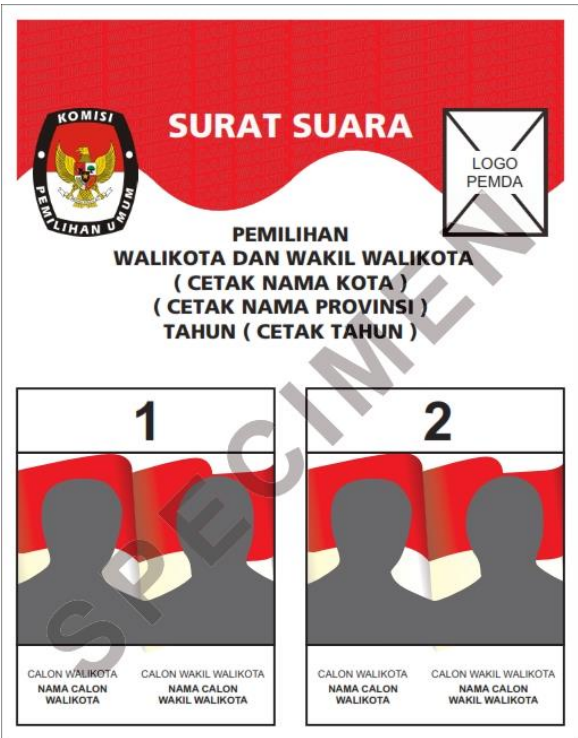 KOMISI
PEMILIHAN UMUM
SURAT SUARA
LOGO
PEMDA
PEMILIHAN
WALIKOTA DAN WAKIL WALIKOTA
( CETAK NAMA KOTA )
( CETAK NAMA PROVINSI )
TAHUN ( CETAK TAHUN )
SPECIMEN
1
2
CALON WALIKOTA
NAMA CALON
WALIKOTA
CALON WAKIL WALIKOTA
NAMA CALON
WAKIL WALIKOTA
CALON WALIKOTA
NAMA CALON
WALIKOTA
CALON WAKIL WALIKOTA
NAMA CALON
WAKIL WALIKOTA